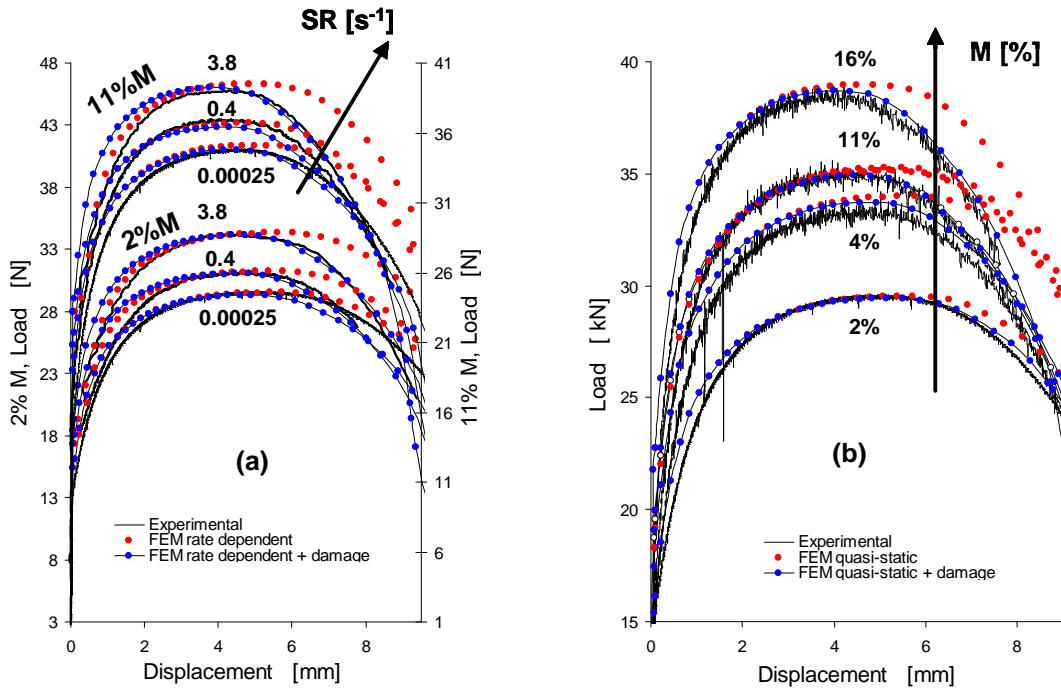 SR [s-1]
48
43
38
33
28
23
18
13
8
3
2% M, Load [N]
41
36
31
26
21
16
11
6
1
11% M, Load [N]
11%M
3.8
0.4
0.00025
2%M
3.8
0.4
0.00025
(a)
Experimental
FEM rate dependent
FEM rate dependent + damage
0 2 4 6 8
Displacement [mm]
M [%]
40
35
30
25
20
15
Load [ kN]
16%
11%
4%
2%
(b)
Experimental
FEM quasi-static
FEM quasi-static + damage
0 2 4 6 8
Displacement [mm]